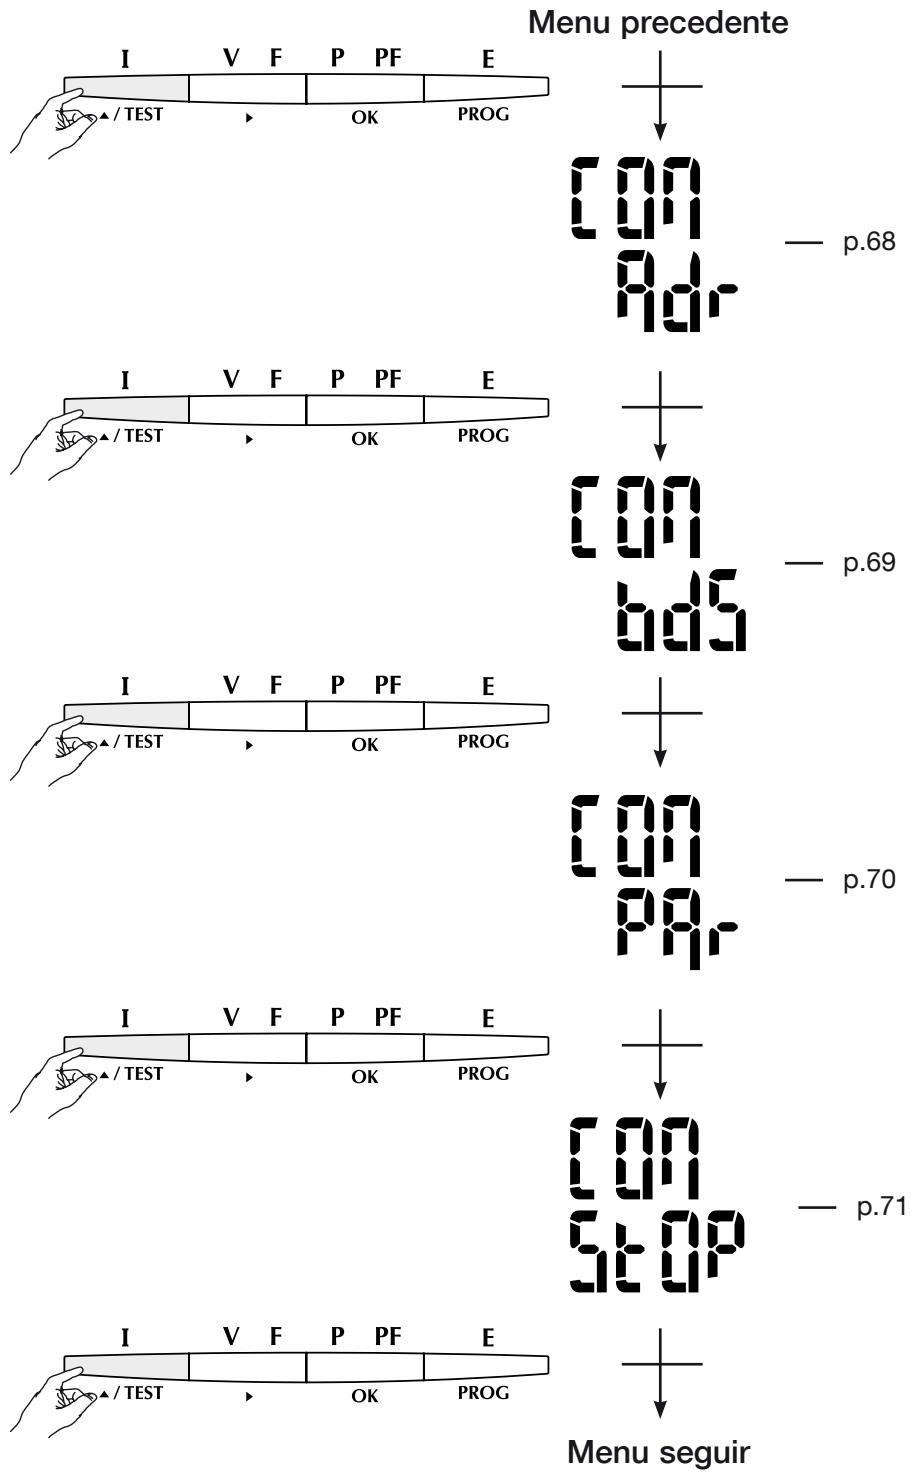 Menu precedente
I V F P PF E
▲ / TEST ▶ OK PROG
COM
Adr
p.68
I V F P PF E
▲ / TEST ▶ OK PROG
COM
bdS
p.69
I V F P PF E
▲ / TEST ▶ OK PROG
COM
PAr
p.70
I V F P PF E
▲ / TEST ▶ OK PROG
COM
StOP
p.71
I V F P PF E
▲ / TEST ▶ OK PROG
Menu seguir